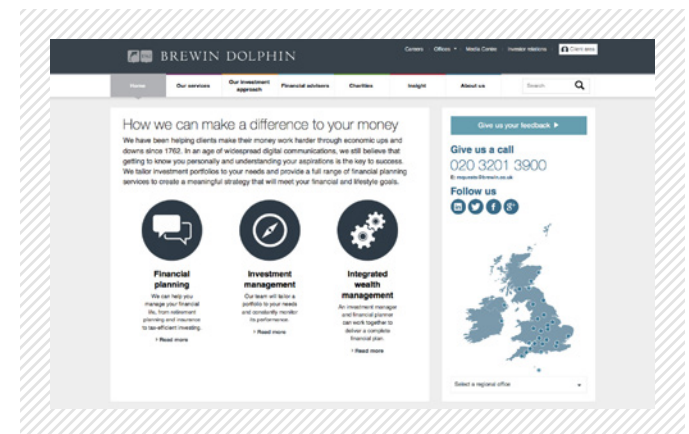 BREWIN DOLPHIN
Careers
Offices
Media Centre
Investor relations
Client area
Home
Our services
Our investment
approach
Financial advisers
Charities
Insight
About us
Search
How we can make a difference to your money
We have been helping clients make their money work harder through economic ups and
downs since 1762. In an age of widespread digital communications, we still believe that
getting to know you personally and understanding your aspirations is the key to success.
We tailor investment portfolios to your needs and provide a full range of financial planning
services to create a meaningful strategy that will meet your financial and lifestyle goals.
Financial
planning
We can help you
manage your financial
life, from retirement
planning and insurance
to tax-efficient investing.
› Read more
Investment
management
Our team will tailor a
portfolio to your needs
and constantly monitor
its performance.
› Read more
Integrated
wealth
management
An investment manager
and financial planner
can work together to
deliver a complete
financial plan.
› Read more
Give us your feedback
Give us a call
020 3201 3900
E: requests@brewin.co.uk
Follow us
Select a regional office